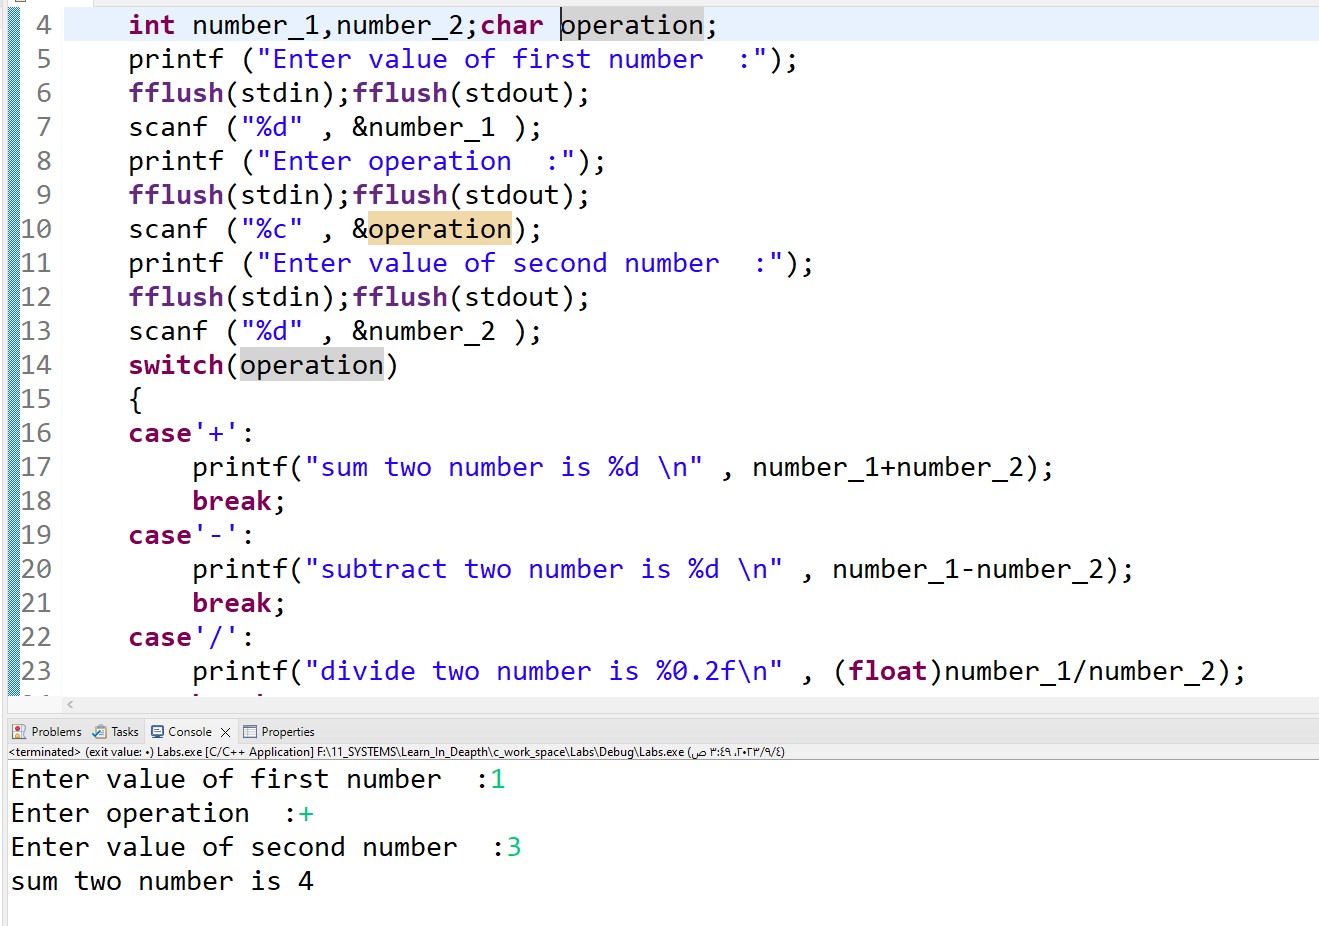 4 int number_1,number_2;char operation;
5 printf ("Enter value of first number  :");
6 fflush(stdin);fflush(stdout);
7 scanf ("%d" , &number_1 );
8 printf ("Enter operation  :");
9 fflush(stdin);fflush(stdout);
10 scanf ("%c" , &operation);
11 printf ("Enter value of second number  :");
12 fflush(stdin);fflush(stdout);
13 scanf ("%d" , &number_2 );
14 switch(operation)
15 {
16 case'+':
17 printf("sum two number is %d \n" , number_1+number_2);
18 break;
19 case'-':
20 printf("subtract two number is %d \n" , number_1-number_2);
21 break;
22 case'/':
23 printf("divide two number is %0.2f\n" , (float)number_1/number_2);
Problems Tasks Console Properties
<terminated> (exit value: ٠) Labs.exe [C/C++ Application] F:\11_SYSTEMS\Learn_In_Deapth\c_work_space\Labs\Debug\Labs.exe (٢٠٢٣/٩/٤، ٣:٤٩ ص)
Enter value of first number  :1
Enter operation  :+
Enter value of second number  :3
sum two number is 4